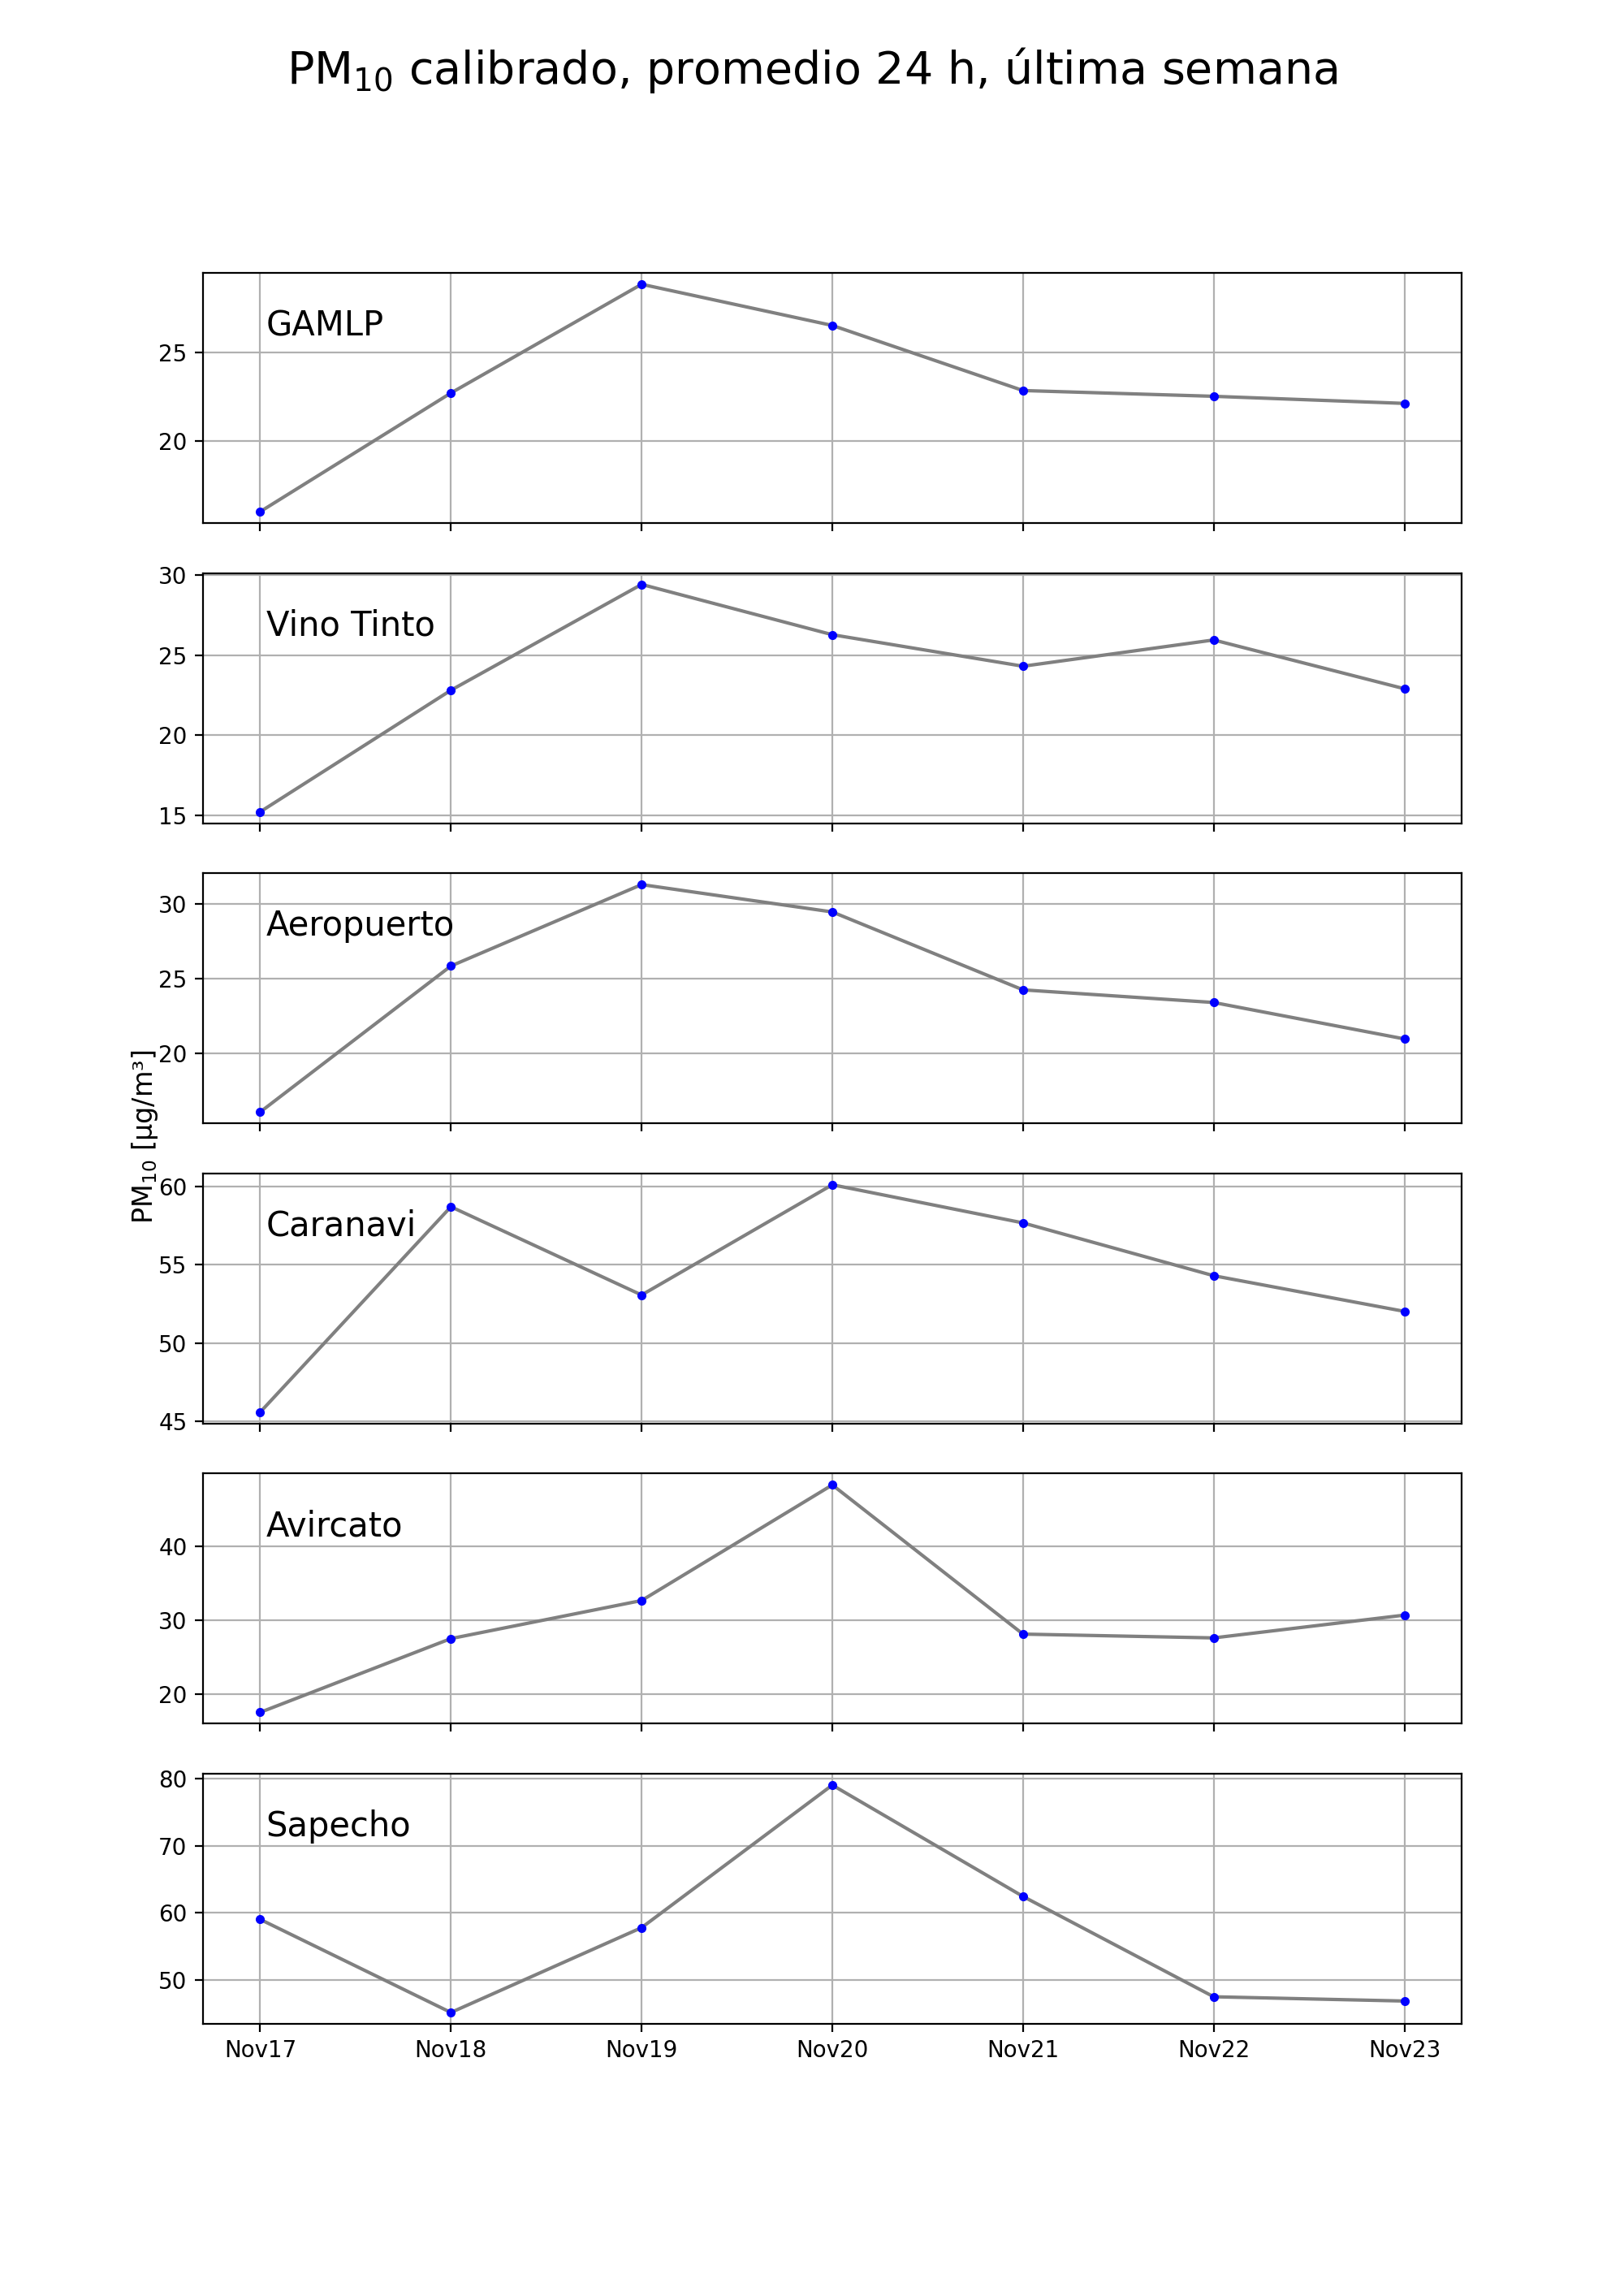 PM₁₀ calibrado, promedio 24 h, última semana
GAMLP
25
20
Vino Tinto
30
25
20
15
Aeropuerto
30
25
20
PM₁₀ [µg/m³]
Caranavi
60
55
50
45
Avircato
40
30
20
Sapecho
80
70
60
50
Nov17 Nov18 Nov19 Nov20 Nov21 Nov22 Nov23